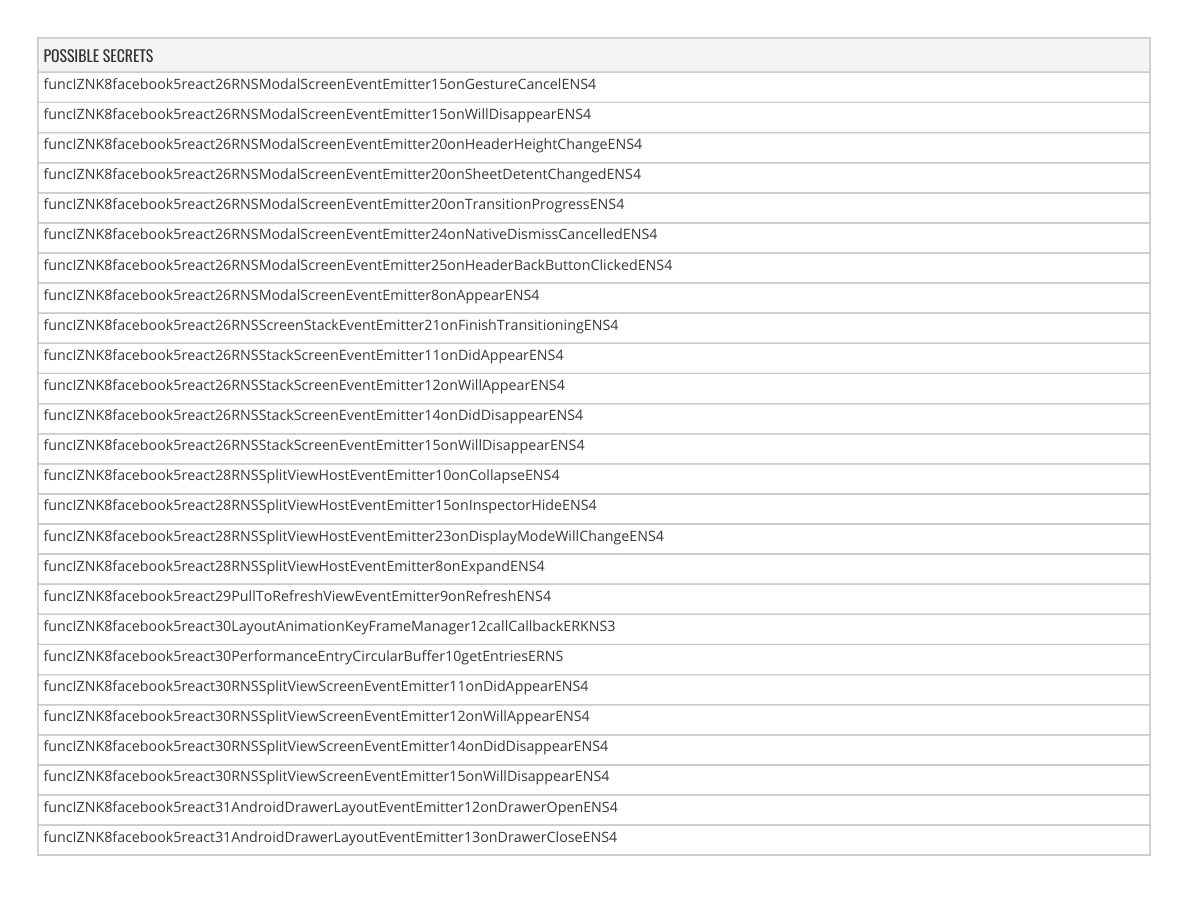 POSSIBLE SECRETS
funcIZNK8facebook5react26RNSModalScreenEventEmitter15onGestureCancelENS4
funcIZNK8facebook5react26RNSModalScreenEventEmitter15onWillDisappearENS4
funcIZNK8facebook5react26RNSModalScreenEventEmitter20onHeaderHeightChangeENS4
funcIZNK8facebook5react26RNSModalScreenEventEmitter20onSheetDetentChangedENS4
funcIZNK8facebook5react26RNSModalScreenEventEmitter20onTransitionProgressENS4
funcIZNK8facebook5react26RNSModalScreenEventEmitter24onNativeDismissCancelledENS4
funcIZNK8facebook5react26RNSModalScreenEventEmitter25onHeaderBackButtonClickedENS4
funcIZNK8facebook5react26RNSModalScreenEventEmitter8onAppearENS4
funcIZNK8facebook5react26RNSScreenStackEventEmitter21onFinishTransitioningENS4
funcIZNK8facebook5react26RNSStackScreenEventEmitter11onDidAppearENS4
funcIZNK8facebook5react26RNSStackScreenEventEmitter12onWillAppearENS4
funcIZNK8facebook5react26RNSStackScreenEventEmitter14onDidDisappearENS4
funcIZNK8facebook5react26RNSStackScreenEventEmitter15onWillDisappearENS4
funcIZNK8facebook5react28RNSSplitViewHostEventEmitter10onCollapseENS4
funcIZNK8facebook5react28RNSSplitViewHostEventEmitter15onInspectorHideENS4
funcIZNK8facebook5react28RNSSplitViewHostEventEmitter23onDisplayModeWillChangeENS4
funcIZNK8facebook5react28RNSSplitViewHostEventEmitter8onExpandENS4
funcIZNK8facebook5react29PullToRefreshViewEventEmitter9onRefreshENS4
funcIZNK8facebook5react30LayoutAnimationKeyFrameManager12callCallbackERKNS3
funcIZNK8facebook5react30PerformanceEntryCircularBuffer10getEntriesERNS
funcIZNK8facebook5react30RNSSplitViewScreenEventEmitter11onDidAppearENS4
funcIZNK8facebook5react30RNSSplitViewScreenEventEmitter12onWillAppearENS4
funcIZNK8facebook5react30RNSSplitViewScreenEventEmitter14onDidDisappearENS4
funcIZNK8facebook5react30RNSSplitViewScreenEventEmitter15onWillDisappearENS4
funcIZNK8facebook5react31AndroidDrawerLayoutEventEmitter12onDrawerOpenENS4
funcIZNK8facebook5react31AndroidDrawerLayoutEventEmitter13onDrawerCloseENS4